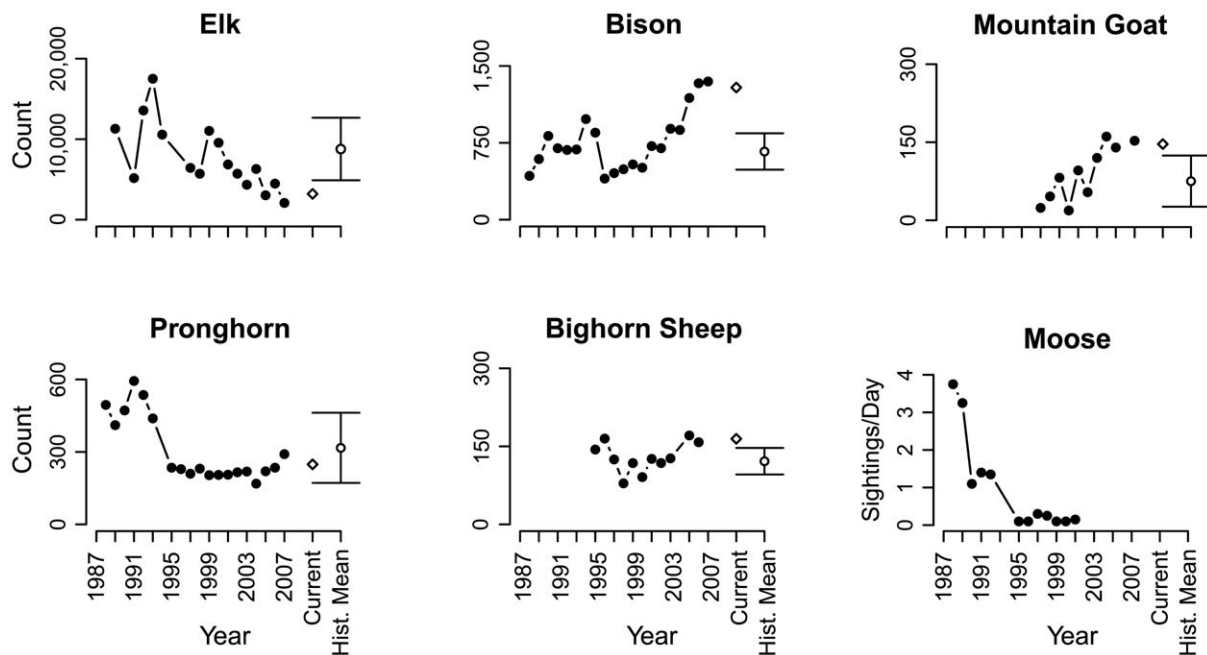 Elk
Count
20,000
10,000
0
Bison
1,500
750
0
Mountain Goat
300
150
0
Pronghorn
Count
600
300
0
1987
1991
1995
1999
2003
2007
Current
Hist. Mean
Year
Bighorn Sheep
300
150
0
1987
1991
1995
1999
2003
2007
Current
Hist. Mean
Year
Moose
Sightings/Day
4
3
2
1
0
1987
1991
1995
1999
2003
2007
Current
Hist. Mean
Year